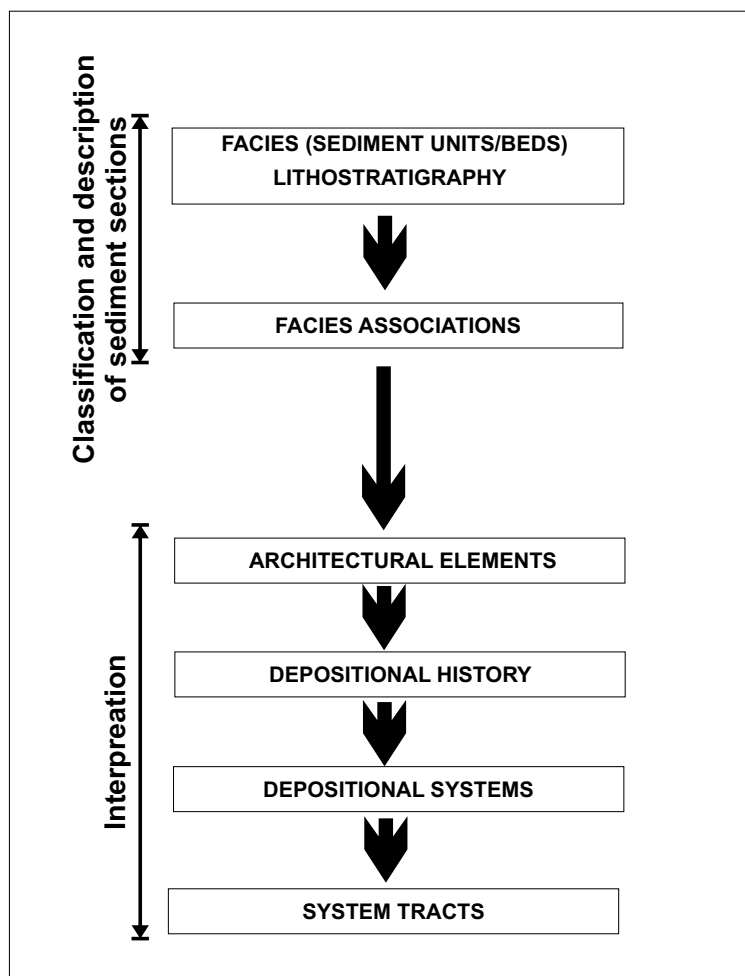 Classification and description
of sediment sections
FACIES (SEDIMENT UNITS/BEDS)
LITHOSTRATIGRAPHY
FACIES ASSOCIATIONS
Interpreation
ARCHITECTURAL ELEMENTS
DEPOSITIONAL HISTORY
DEPOSITIONAL SYSTEMS
SYSTEM TRACTS